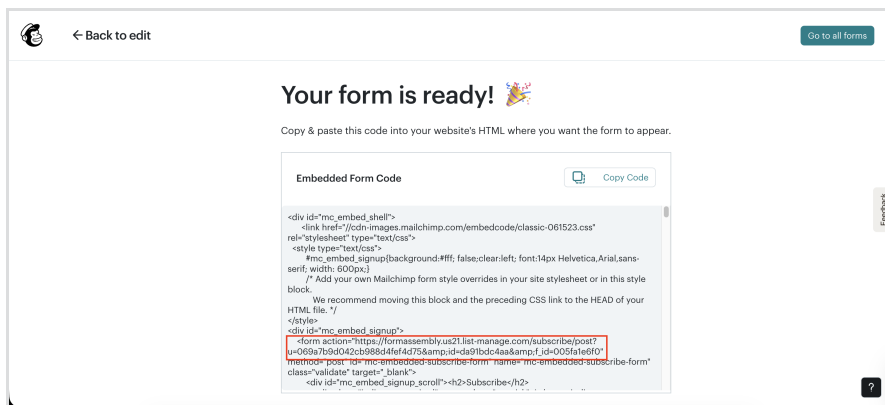 ← Back to edit
Go to all forms
Your form is ready! 🎉
Copy & paste this code into your website's HTML where you want the form to appear.
Embedded Form Code
Copy Code
<div id="mc_embed_shell">
<link href="//cdn-images.mailchimp.com/embedcode/classic-061523.css"
rel="stylesheet" type="text/css">
<style type="text/css">
#mc_embed_signup{background:#fff; false;clear:left; font:14px Helvetica,Arial,sans-
serif; width: 600px;}
/* Add your own Mailchimp form style overrides in your site stylesheet or in this style
block.
We recommend moving this block and the preceding CSS link to the HEAD of your
HTML file. */
</style>
<div id="mc_embed_signup">
<form action="https://formassembly.us21.list-manage.com/subscribe/post?
u=069a7b9d042cb988d4fef4d75&amp;id=da91bdc4aa&amp;f_id=005fa1e6f0"
method="post" id="mc-embedded-subscribe-form" name="mc-embedded-subscribe-form"
class="validate" target="_blank">
<div id="mc_embed_signup_scroll"><h2>Subscribe</h2>
Feedback
?